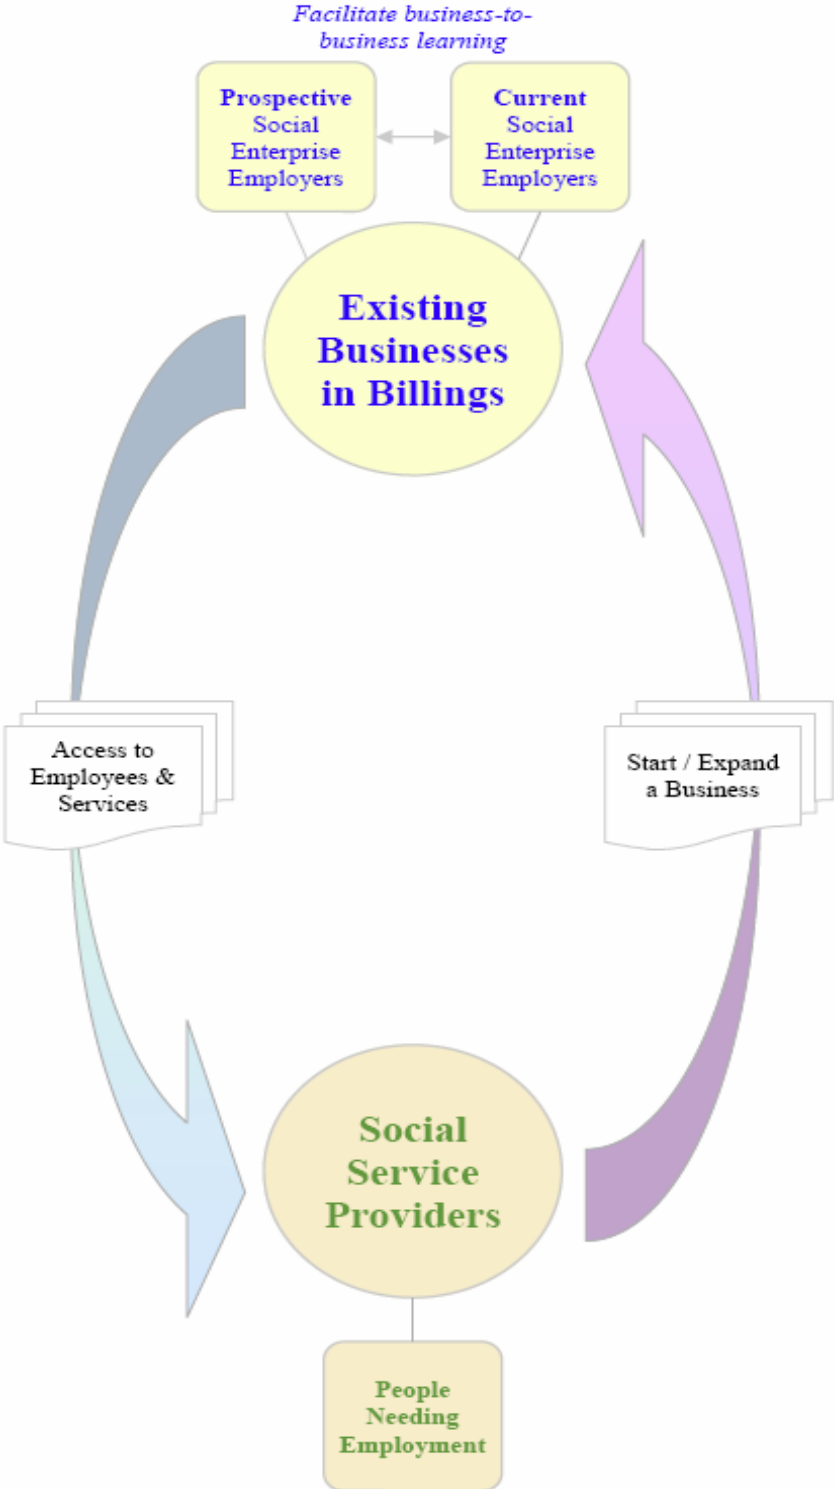 Facilitate business-to-
business learning
Prospective
Social
Enterprise
Employers
Current
Social
Enterprise
Employers
Existing
Businesses
in Billings
Access to
Employees &
Services
Start / Expand
a Business
Social
Service
Providers
People
Needing
Employment